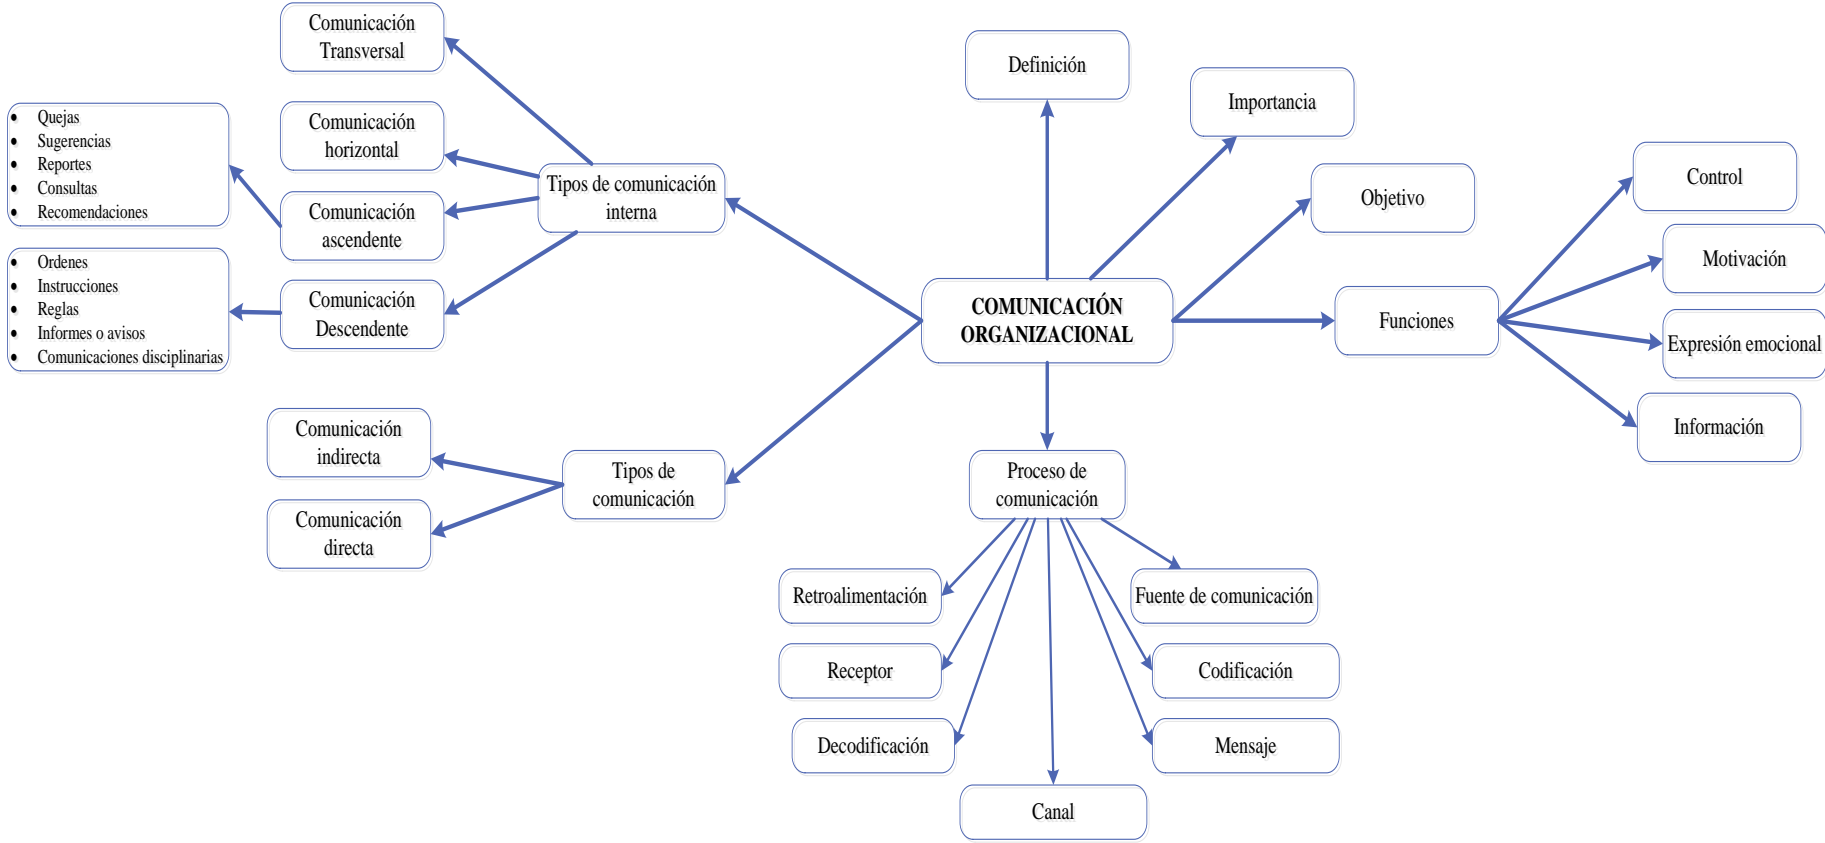 Comunicación
Transversal
Definición
Importancia
Quejas
Sugerencias
Reportes
Consultas
Recomendaciones
Comunicación
horizontal
Tipos de comunicación
interna
Control
Objetivo
Comunicación
ascendente
Motivación
Ordenes
Instrucciones
Reglas
Informes o avisos
Comunicaciones disciplinarias
Comunicación
Descendente
COMUNICACIÓN
ORGANIZACIONAL
Funciones
Expresión emocional
Información
Comunicación
indirecta
Tipos de
comunicación
Proceso de
comunicación
Comunicación
directa
Retroalimentación
Fuente de comunicación
Receptor
Codificación
Decodificación
Mensaje
Canal